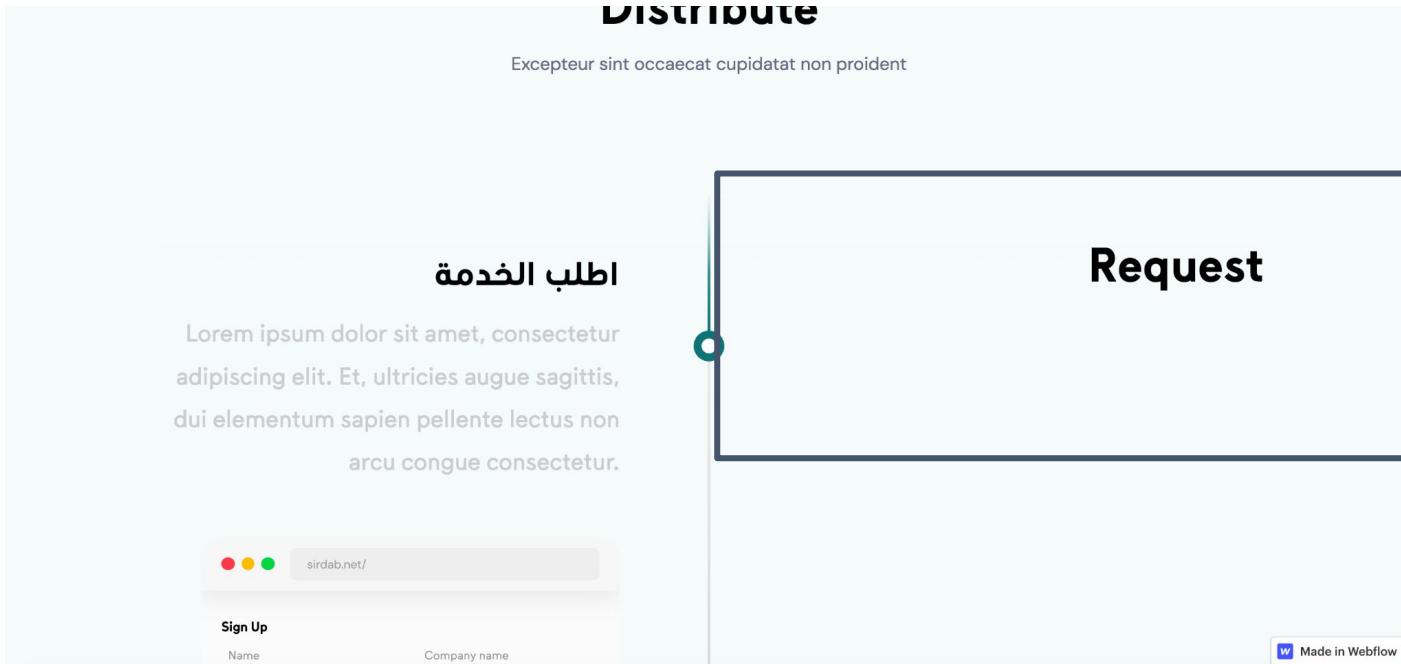 Distribute
Excepteur sint occaecat cupidatat non proident
اطلب الخدمة
Request
Lorem ipsum dolor sit amet, consectetur
adipiscing elit. Et, ultricies augue sagittis,
dui elementum sapien pellente lectus non
arcu congue consectetur.
sirdab.net/
Sign Up
Name
Company name
Made in Webflow